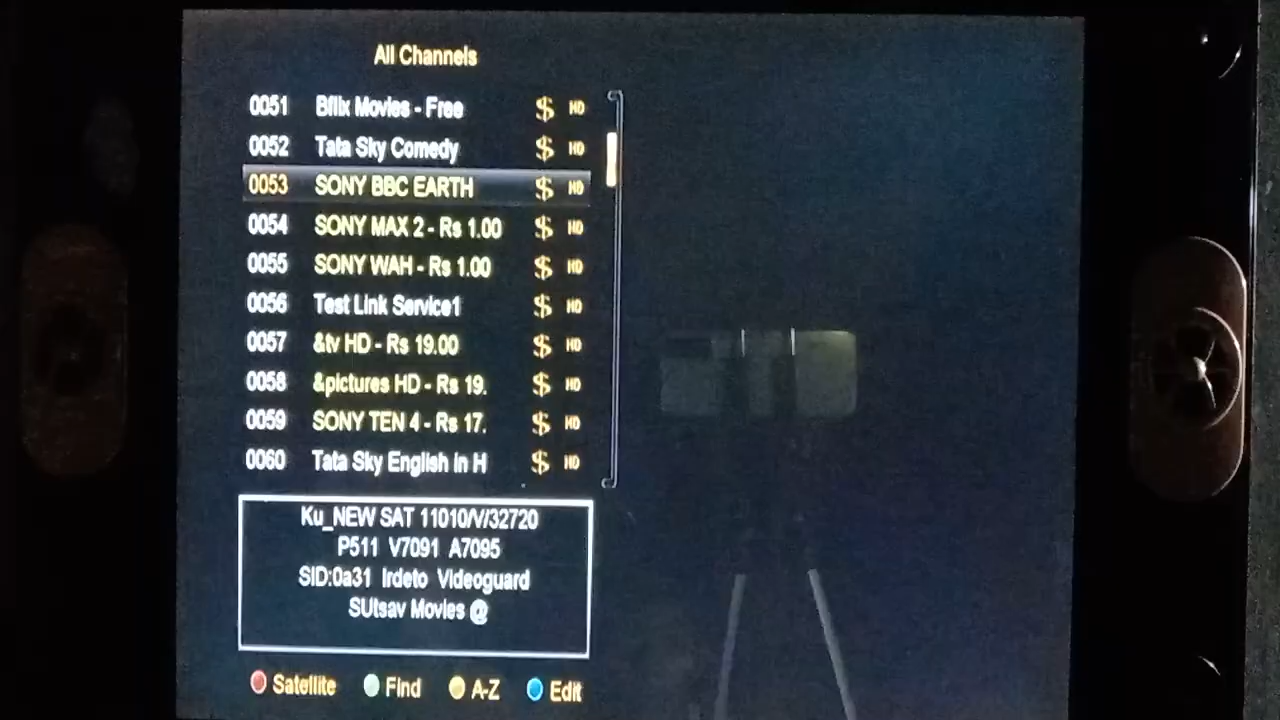 All Channels
0051 Bflix Movies - Free $ HD
0052 Tata Sky Comedy $ HD
0053 SONY BBC EARTH $ HD
0054 SONY MAX 2 - Rs 1.00 $ HD
0055 SONY WAH - Rs 1.00 $ HD
0056 Test Link Service1 $ HD
0057 &tv HD - Rs 19.00 $ HD
0058 &pictures HD - Rs 19. $ HD
0059 SONY TEN 4 - Rs 17. $ HD
0060 Tata Sky English in H $ HD
Ku_NEW SAT 11010/V/32720
P511 V7091 A7095
SID:0a31 Irdeto Videoguard
SUtsav Movies @
Satellite Find A-Z Edit